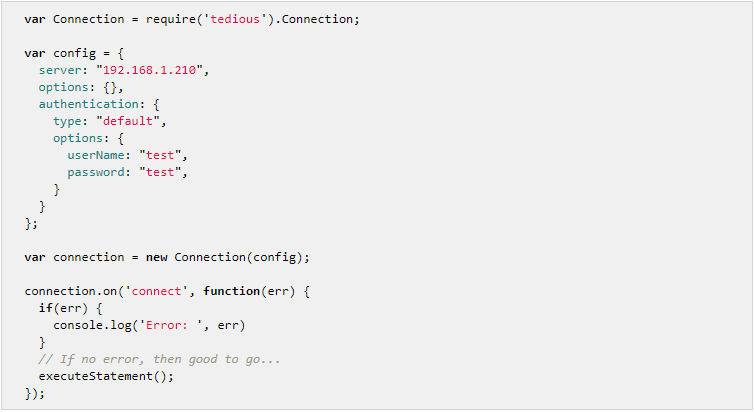 var Connection = require('tedious').Connection;

var config = {
  server: "192.168.1.210",
  options: {},
  authentication: {
    type: "default",
    options: {
      userName: "test",
      password: "test",
    }
  }
};

var connection = new Connection(config);

connection.on('connect', function(err) {
  if(err) {
    console.log('Error: ', err)
  }
  // If no error, then good to go...
  executeStatement();
});